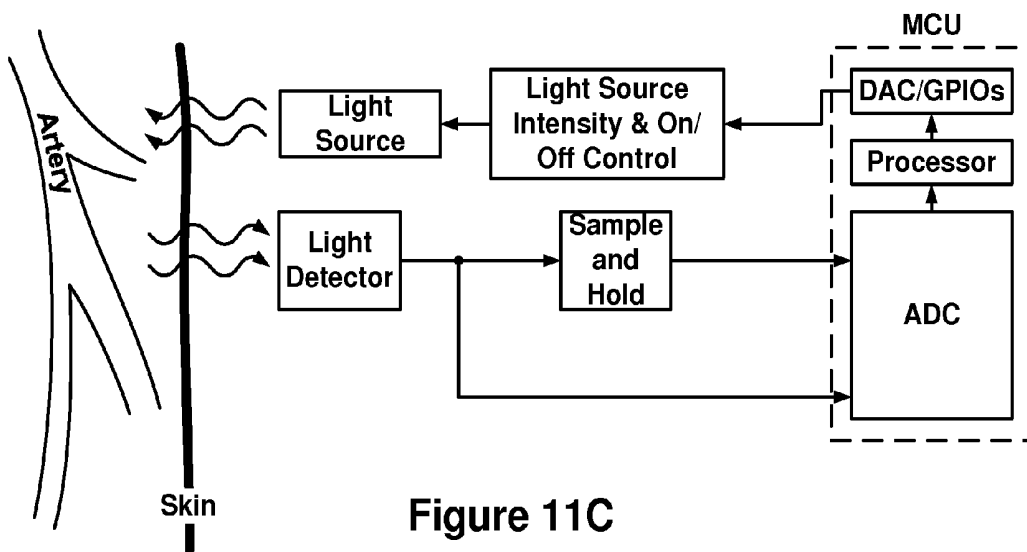 MCU
Light
Source
Light Source
Intensity & On/
Off Control
DAC/GPIOs
Processor
Artery
Light
Detector
Sample
and
Hold
ADC
Skin
Figure 11C